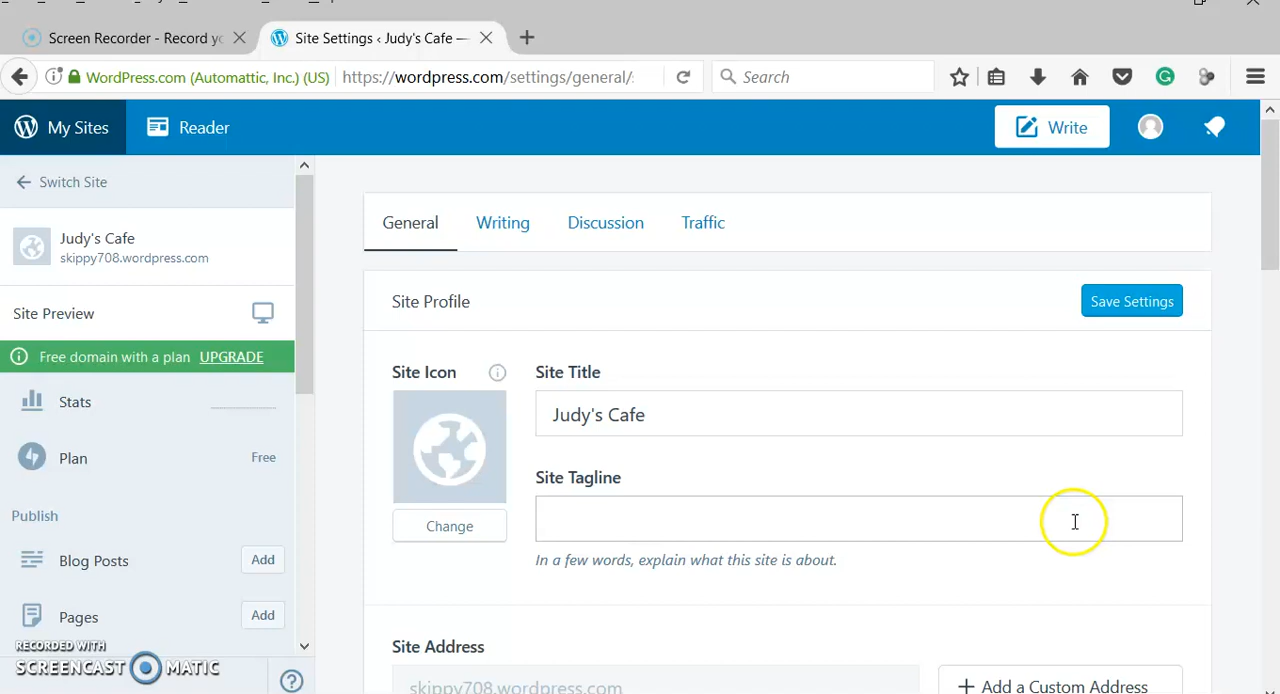 Screen Recorder - Record yo
Site Settings ‹ Judy's Cafe —
WordPress.com (Automattic, Inc.) (US)
https://wordpress.com/settings/general/
Search
My Sites
Reader
Write
Switch Site
Judy's Cafe
skippy708.wordpress.com
Site Preview
Free domain with a plan UPGRADE
Stats
Plan Free
Publish
Blog Posts Add
Pages Add
RECORDED WITH
SCREENCAST MATIC
General Writing Discussion Traffic
Site Profile
Save Settings
Site Icon
Change
Site Title
Judy's Cafe
Site Tagline
In a few words, explain what this site is about.
Site Address
skippy708.wordpress.com
Add a Custom Address